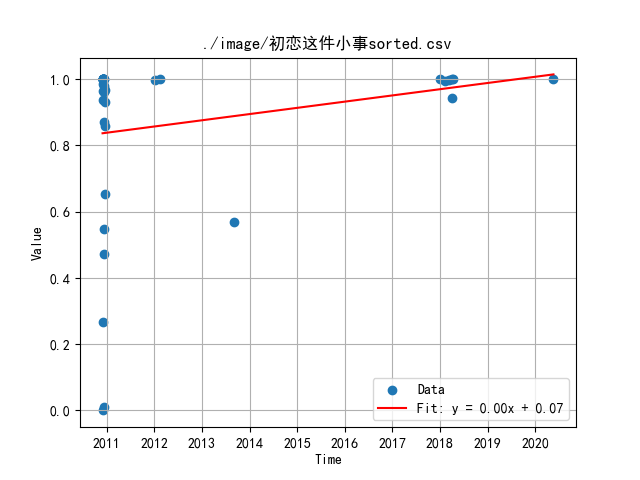 ./image/初恋这件小事sorted.csv
Value
1.0
0.8
0.6
0.4
0.2
0.0
Data
Fit: y = 0.00x + 0.07
2011 2012 2013 2014 2015 2016 2017 2018 2019 2020
Time